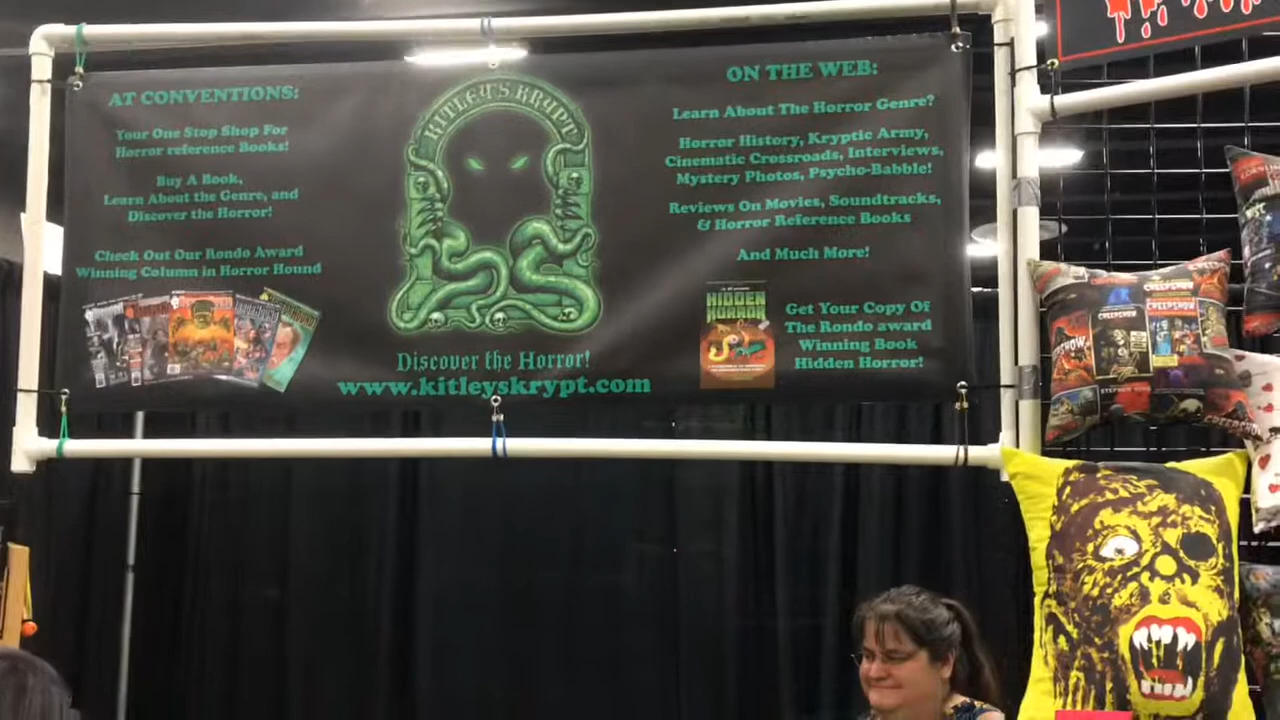 AT CONVENTIONS:
Your One Stop Shop For
Horror reference Books!
Buy A Book,
Learn About the Genre, and
Discover the Horror!
Check Out Our Rondo Award
Winning Column in Horror Hound
KITLEY'S KRYPT
Discover the Horror!
www.kitleyskrypt.com
ON THE WEB:
Learn About The Horror Genre?
Horror History, Kryptic Army,
Cinematic Crossroads, Interviews,
Mystery Photos, Psycho-Babble!
Reviews On Movies, Soundtracks,
& Horror Reference Books
And Much More!
HIDDEN
HORROR
Get Your Copy Of
The Rondo award
Winning Book
Hidden Horror!
CREEPSHOW
CREEPSHOW